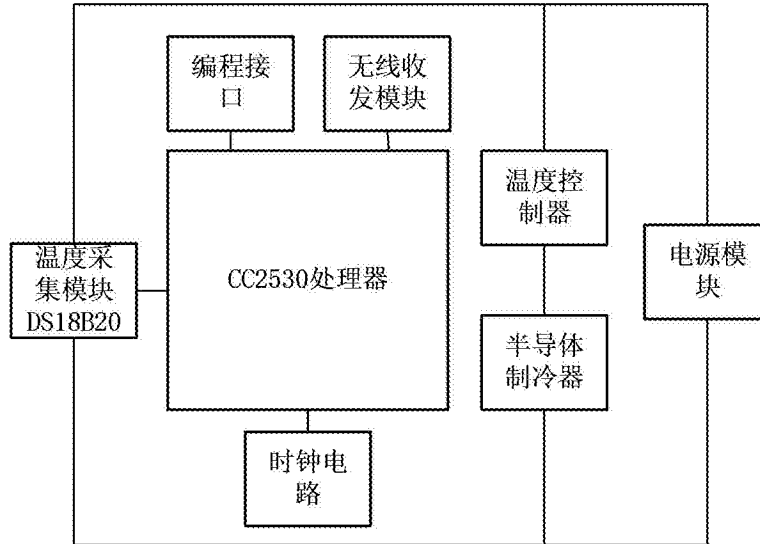 编程接
口
无线收
发模块
温度控
制器
温度采
集模块
DS18B20
CC2530处理器
电源模
块
半导体
制冷器
时钟电
路